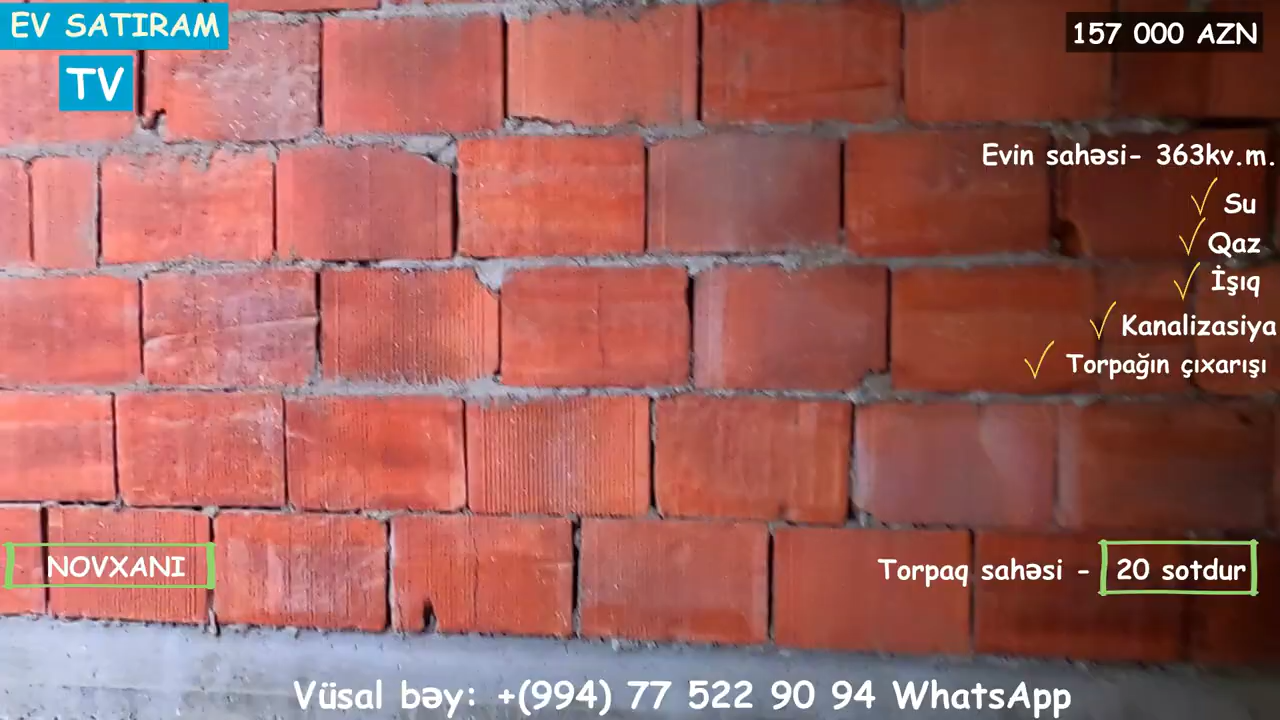 EV SATIRAM
TV
157 000 AZN
Evin sahəsi- 363kv.m.
Su
Qaz
İşıq
Kanalizasiya
Torpağın çıxarışı
NOVXANI
Torpaq sahəsi - 20 sotdur
Vüsal bəy: +(994) 77 522 90 94 WhatsApp